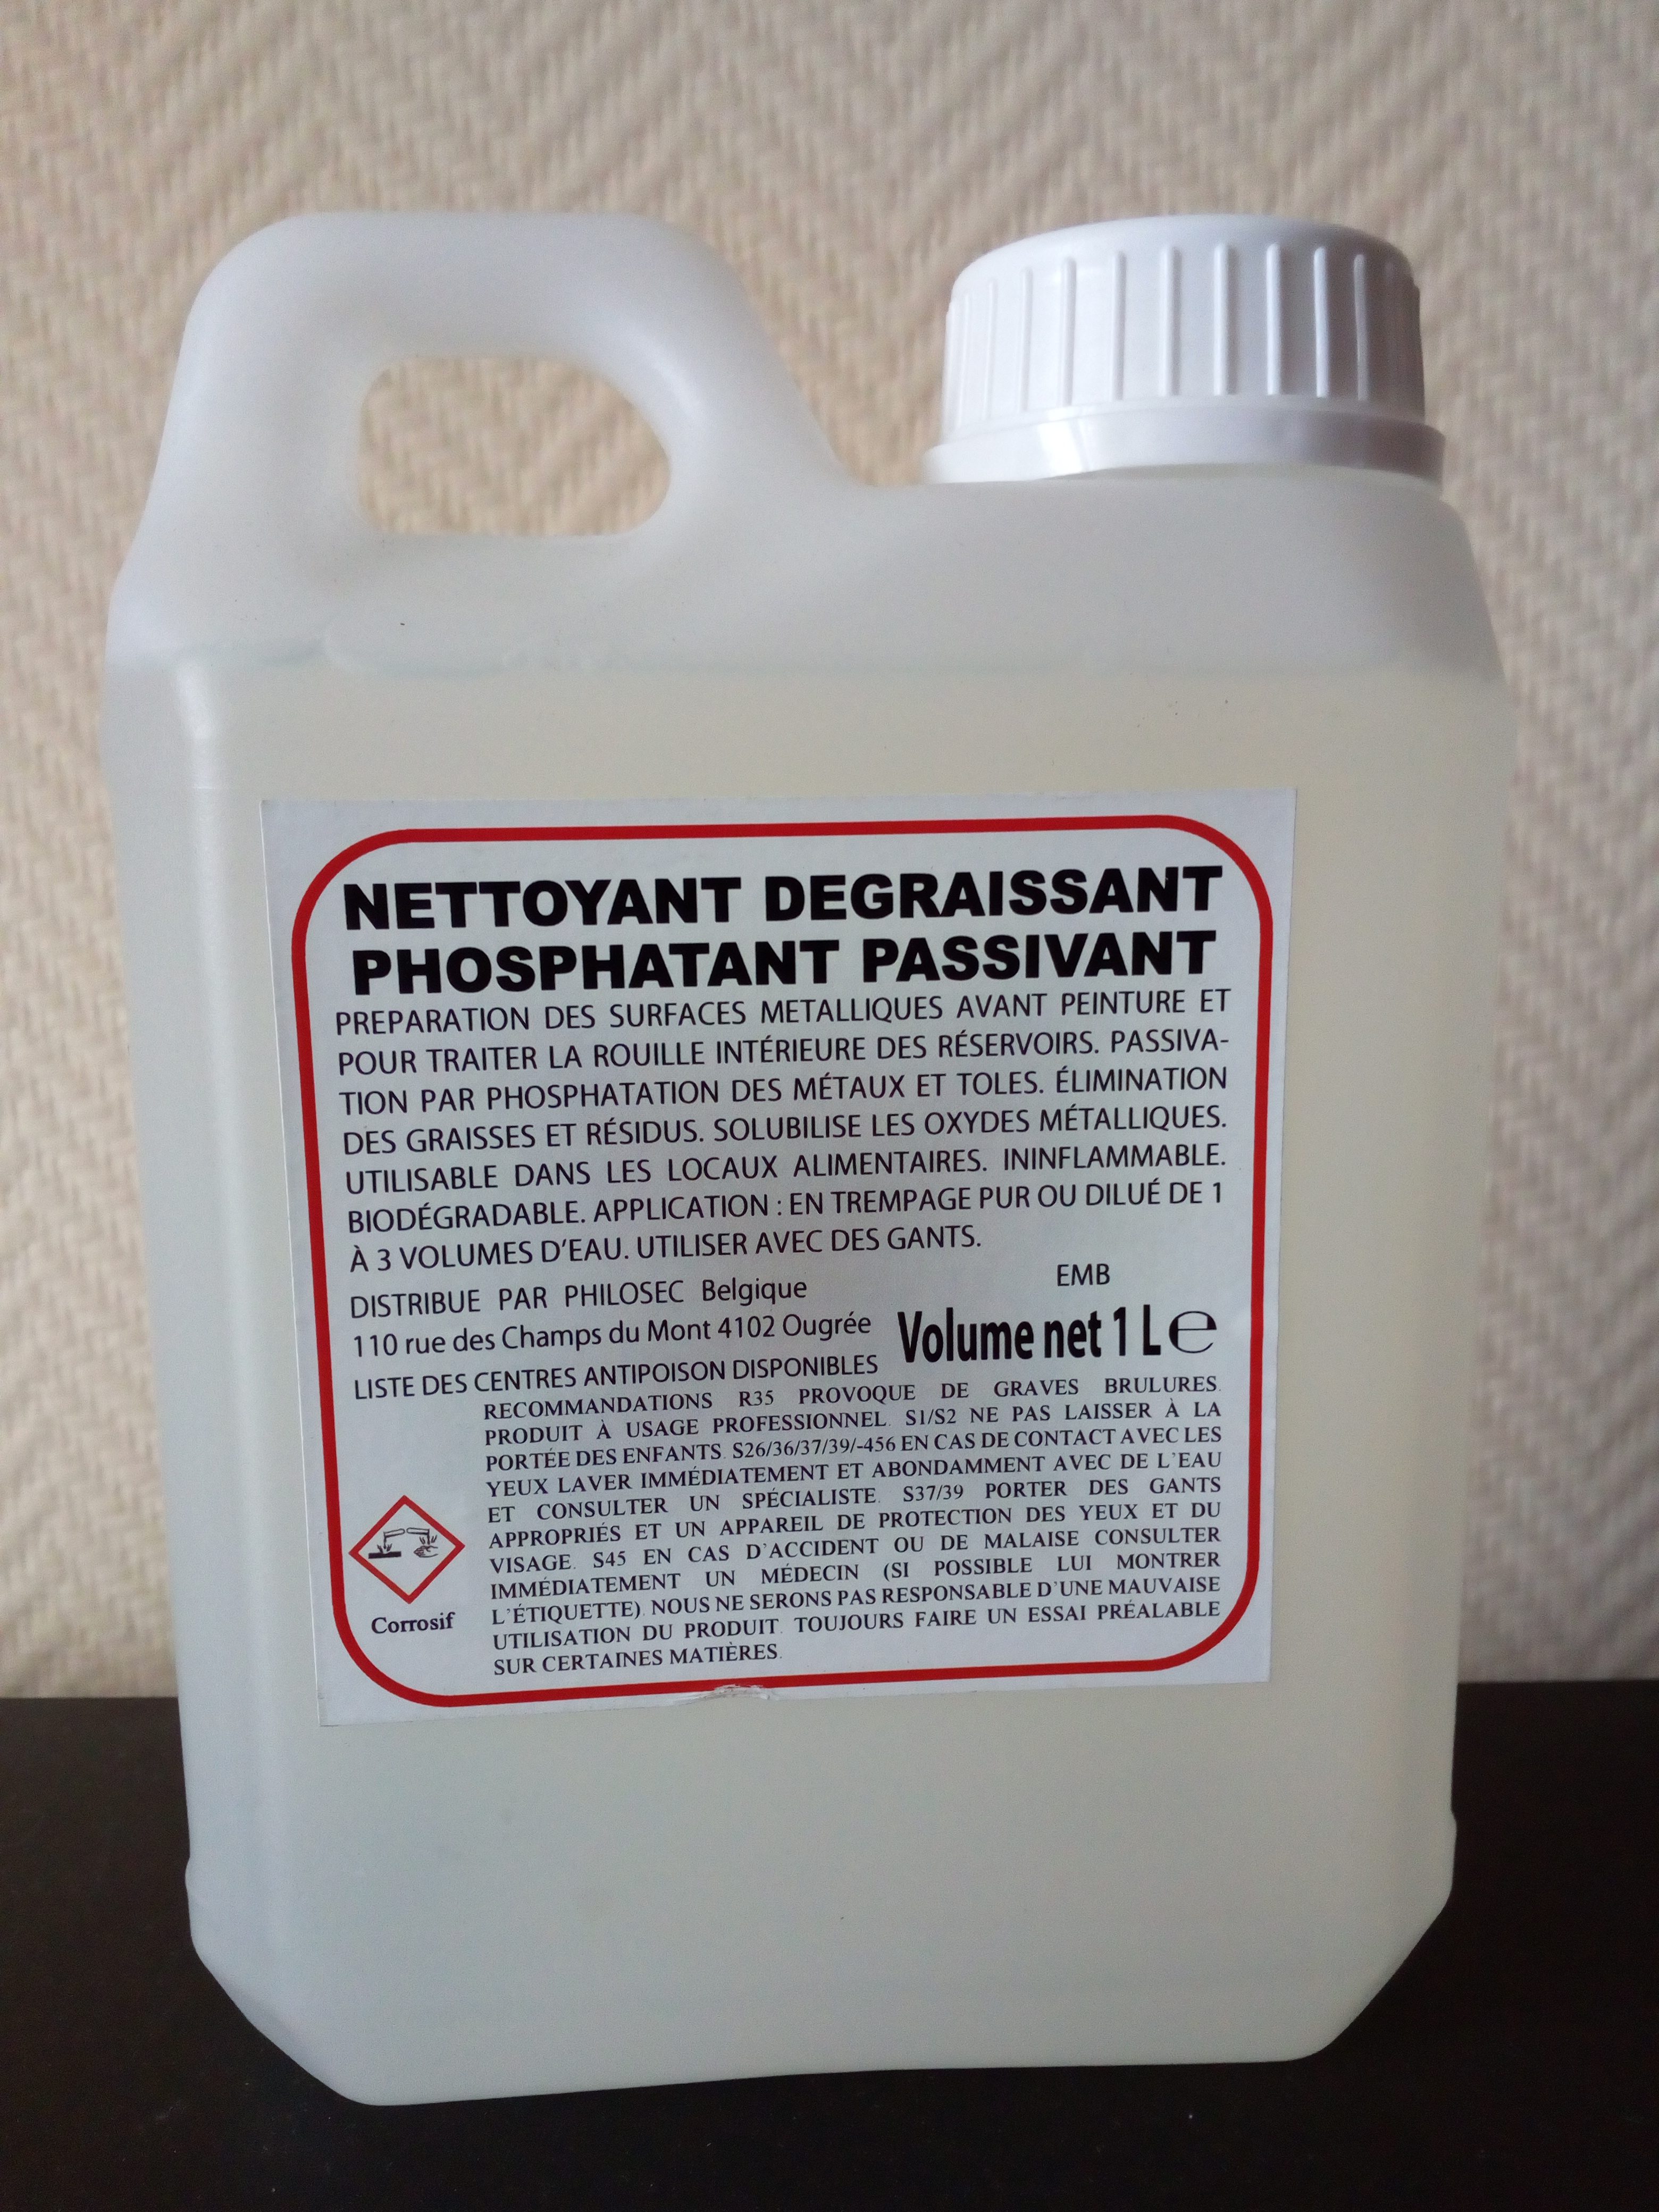 NETTOYANT DEGRAISSANT
PHOSPHATANT PASSIVANT
PREPARATION DES SURFACES METALLIQUES AVANT PEINTURE ET
POUR TRAITER LA ROUILLE INTÉRIEURE DES RÉSERVOIRS. PASSIVA-
TION PAR PHOSPHATATION DES MÉTAUX ET TOLES. ÉLIMINATION
DES GRAISSES ET RÉSIDUS. SOLUBILISE LES OXYDES MÉTALLIQUES.
UTILISABLE DANS LES LOCAUX ALIMENTAIRES. ININFLAMMABLE.
BIODÉGRADABLE. APPLICATION : EN TREMPAGE PUR OU DILUÉ DE 1
À 3 VOLUMES D'EAU. UTILISER AVEC DES GANTS.
DISTRIBUE PAR PHILOSEC Belgique
110 rue des Champs du Mont 4102 Ougrée
EMB
Volume net 1 L ℮
LISTE DES CENTRES ANTIPOISON DISPONIBLES
RECOMMANDATIONS R35 PROVOQUE DE GRAVES BRULURES.
PRODUIT À USAGE PROFESSIONNEL. S1/S2 NE PAS LAISSER À LA
PORTÉE DES ENFANTS. S26/36/37/39/-456 EN CAS DE CONTACT AVEC LES
YEUX LAVER IMMÉDIATEMENT ET ABONDAMMENT AVEC DE L'EAU
ET CONSULTER UN SPÉCIALISTE. S37/39 PORTER DES GANTS
APPROPRIÉS ET UN APPAREIL DE PROTECTION DES YEUX ET DU
VISAGE. S45 EN CAS D'ACCIDENT OU DE MALAISE CONSULTER
IMMÉDIATEMENT UN MÉDECIN (SI POSSIBLE LUI MONTRER
L'ÉTIQUETTE). NOUS NE SERONS PAS RESPONSABLE D'UNE MAUVAISE
UTILISATION DU PRODUIT. TOUJOURS FAIRE UN ESSAI PRÉALABLE
SUR CERTAINES MATIÈRES.
Corrosif